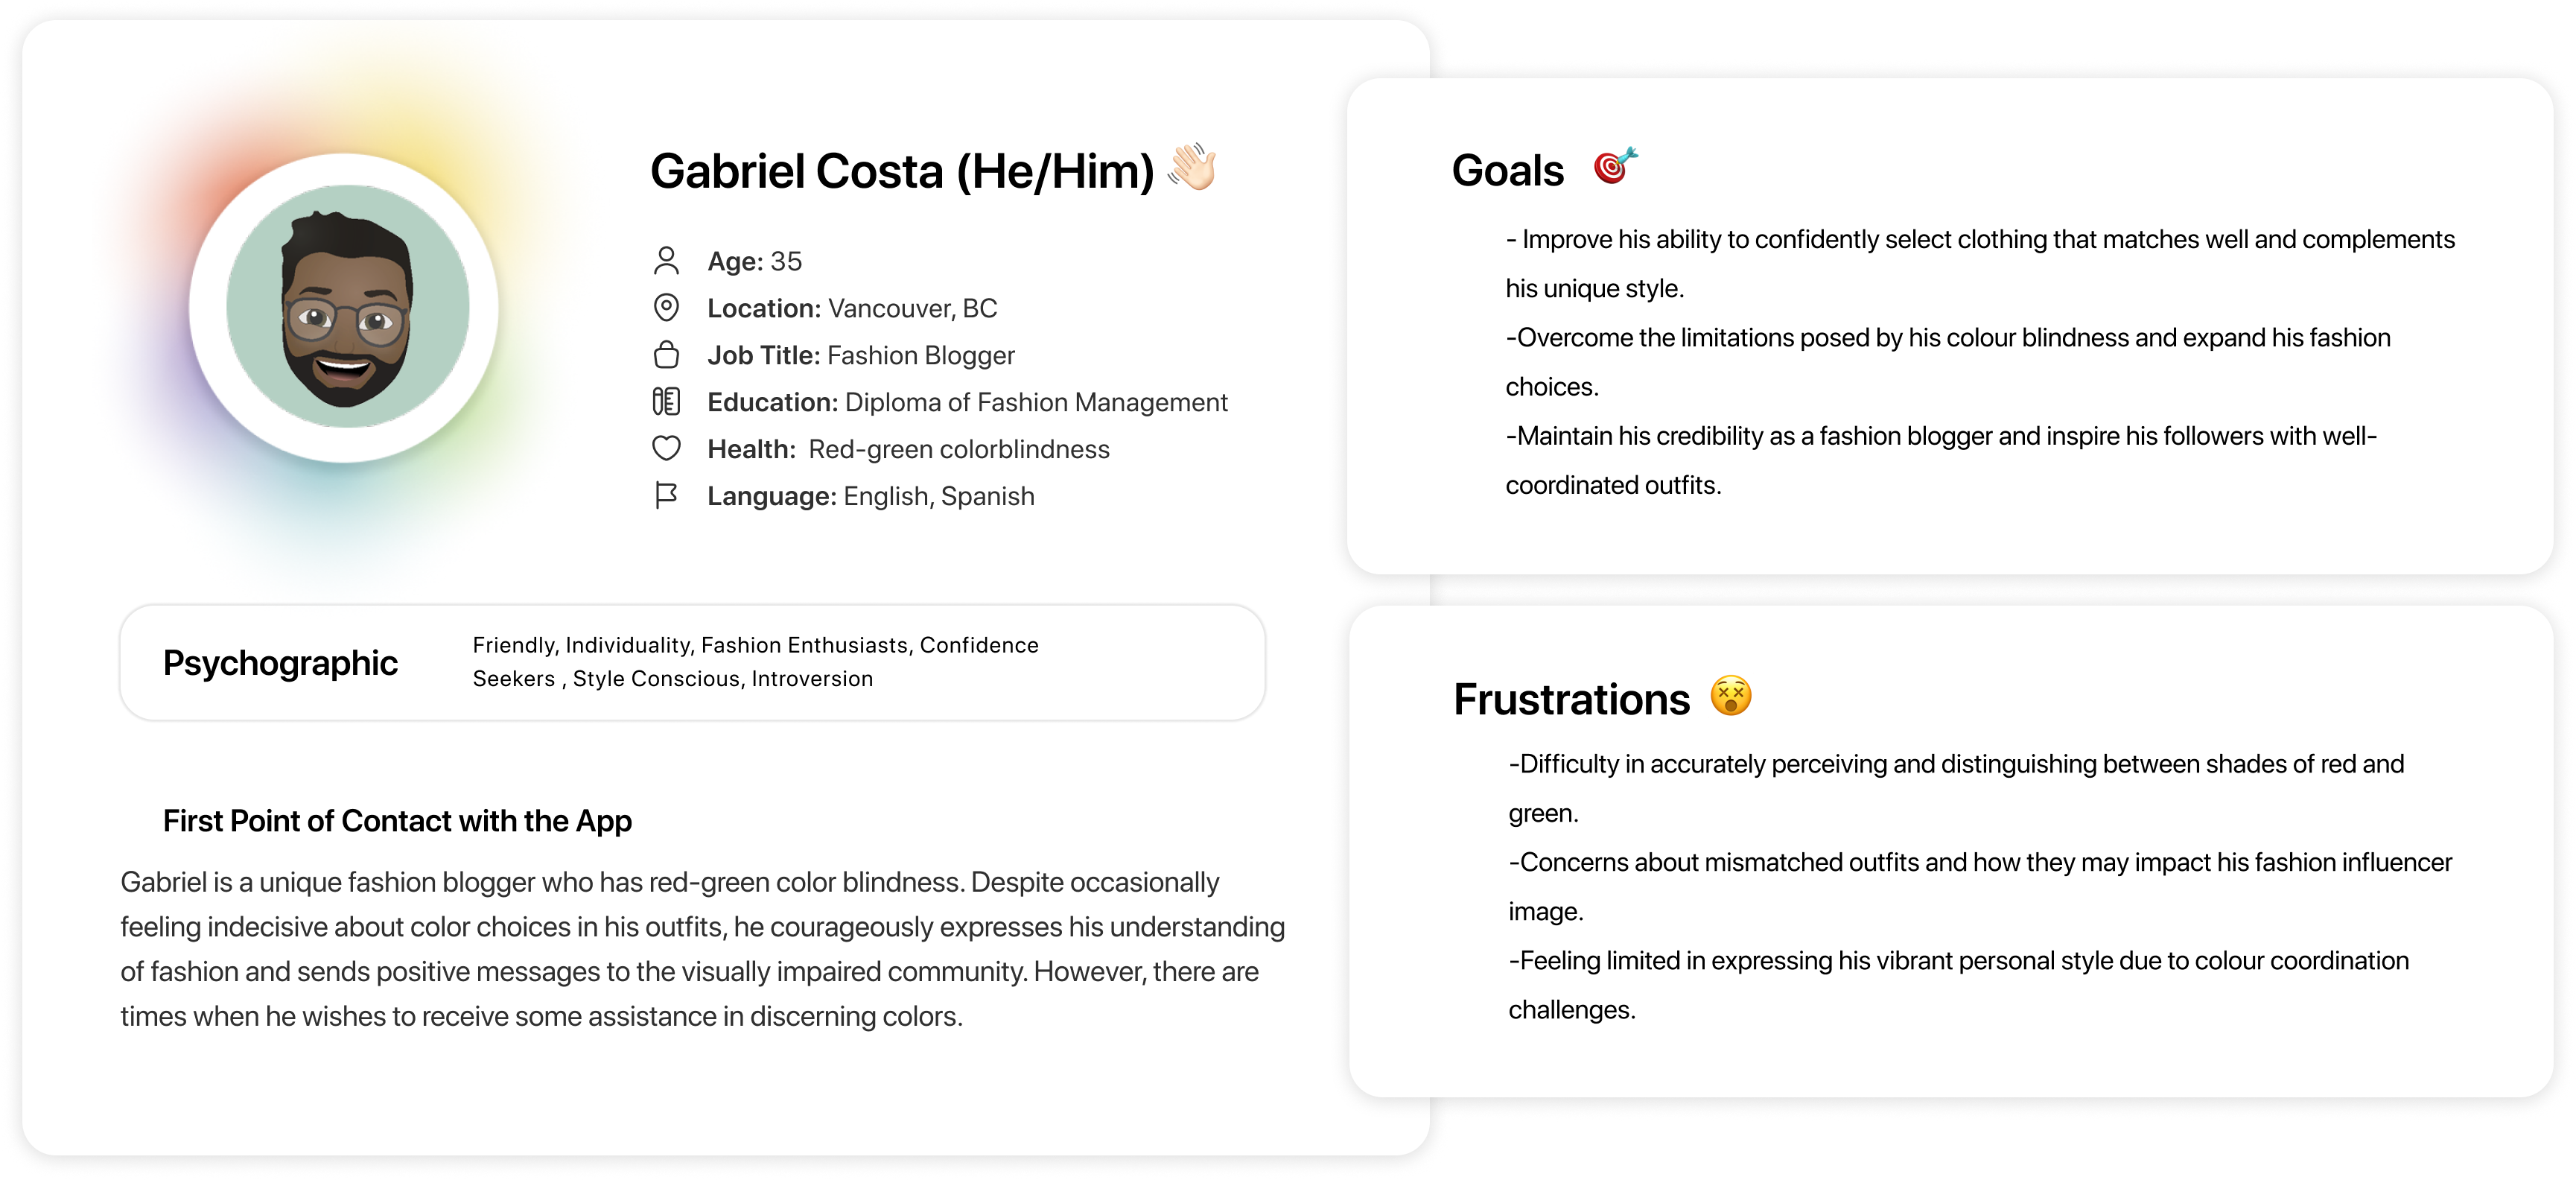 Gabriel Costa (He/Him) 👋🏻
Age: 35
Location: Vancouver, BC
Job Title: Fashion Blogger
Education: Diploma of Fashion Management
Health: Red-green colorblindness
Language: English, Spanish
Psychographic
Friendly, Individuality, Fashion Enthusiasts, Confidence
Seekers , Style Conscious, Introversion
First Point of Contact with the App
Gabriel is a unique fashion blogger who has red-green color blindness. Despite occasionally
feeling indecisive about color choices in his outfits, he courageously expresses his understanding
of fashion and sends positive messages to the visually impaired community. However, there are
times when he wishes to receive some assistance in discerning colors.
Goals 🎯
- Improve his ability to confidently select clothing that matches well and complements
his unique style.
-Overcome the limitations posed by his colour blindness and expand his fashion
choices.
-Maintain his credibility as a fashion blogger and inspire his followers with well-
coordinated outfits.
Frustrations 😵
-Difficulty in accurately perceiving and distinguishing between shades of red and
green.
-Concerns about mismatched outfits and how they may impact his fashion influencer
image.
-Feeling limited in expressing his vibrant personal style due to colour coordination
challenges.